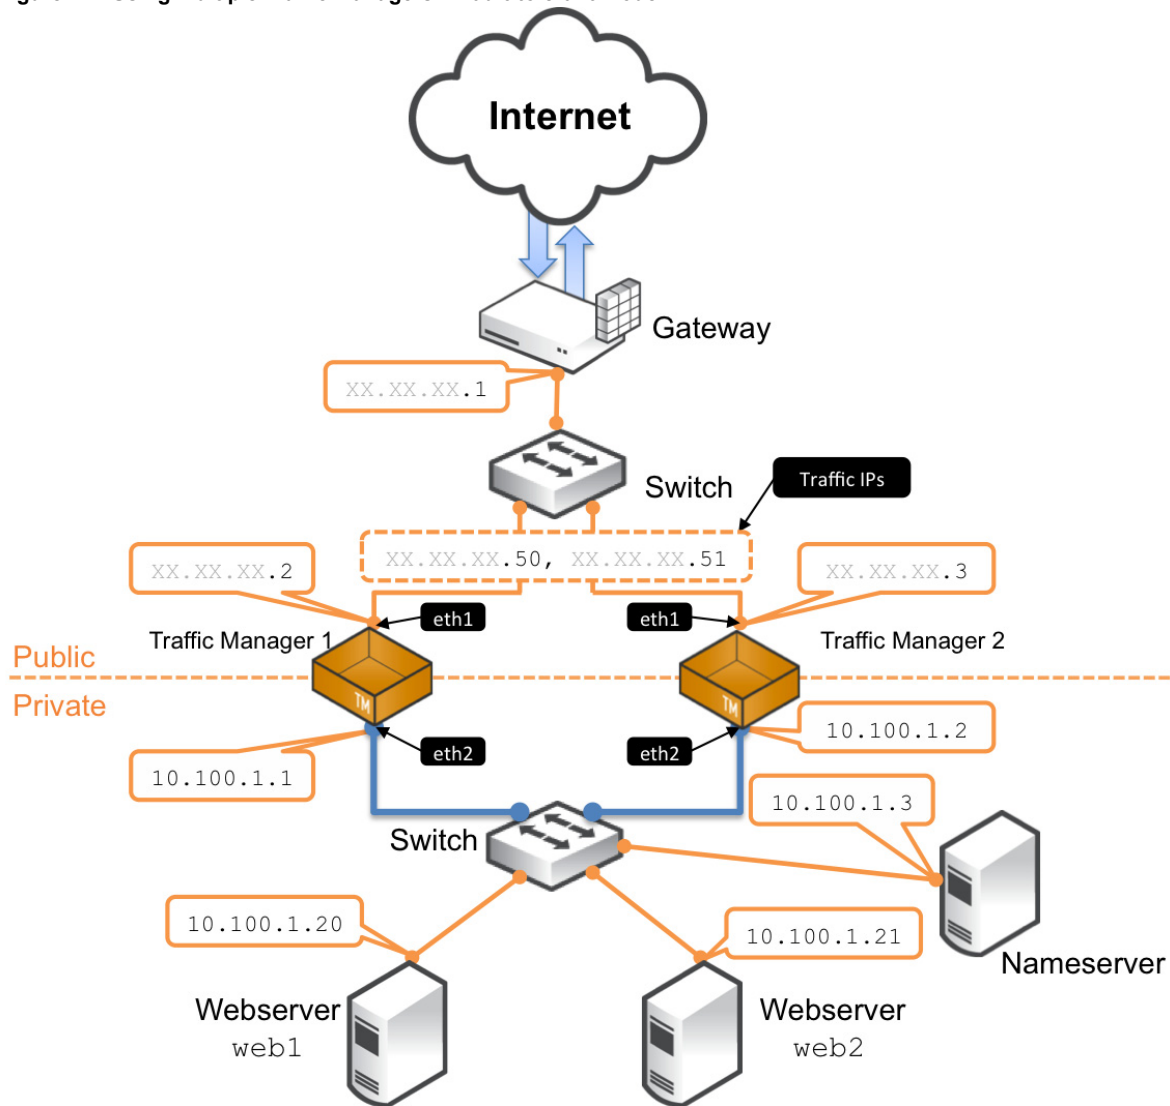 Internet
Gateway
XX.XX.XX.1
Switch
Traffic IPs
XX.XX.XX.50, XX.XX.XX.51
XX.XX.XX.2
XX.XX.XX.3
eth1
eth1
Traffic Manager 1
Traffic Manager 2
Public
Private
TM
TM
eth2
eth2
10.100.1.2
10.100.1.1
10.100.1.3
Switch
10.100.1.20
10.100.1.21
Nameserver
Webserver
web1
Webserver
web2